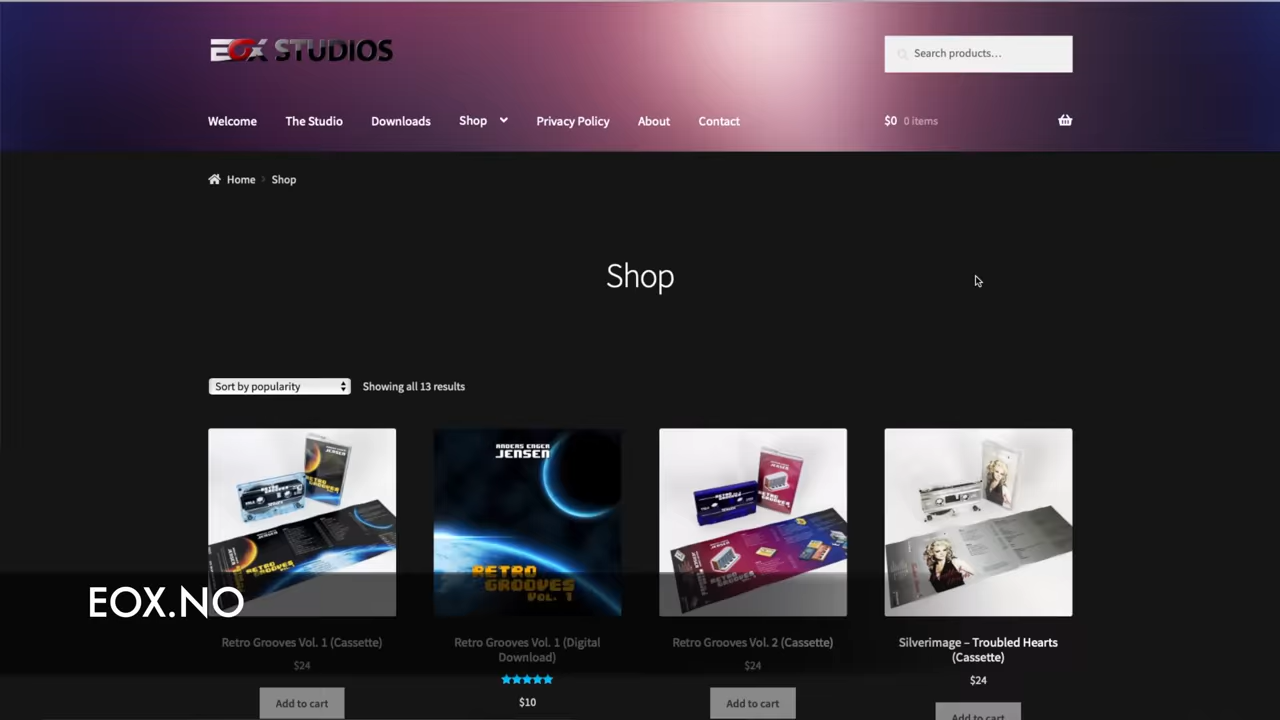 EOX STUDIOS
Search products...
Welcome
The Studio
Downloads
Shop
Privacy Policy
About
Contact
$0 0 items
Home
Shop
Shop
Sort by popularity
Showing all 13 results
ANDERS ENGER
JENSEN
RETRO
GROOVES
VOL. 1
EOX.NO
Retro Grooves Vol. 1 (Cassette)
$24
Add to cart
Retro Grooves Vol. 1 (Digital
Download)
$10
Retro Grooves Vol. 2 (Cassette)
$24
Add to cart
Silverimage – Troubled Hearts
(Cassette)
$24
Add to cart